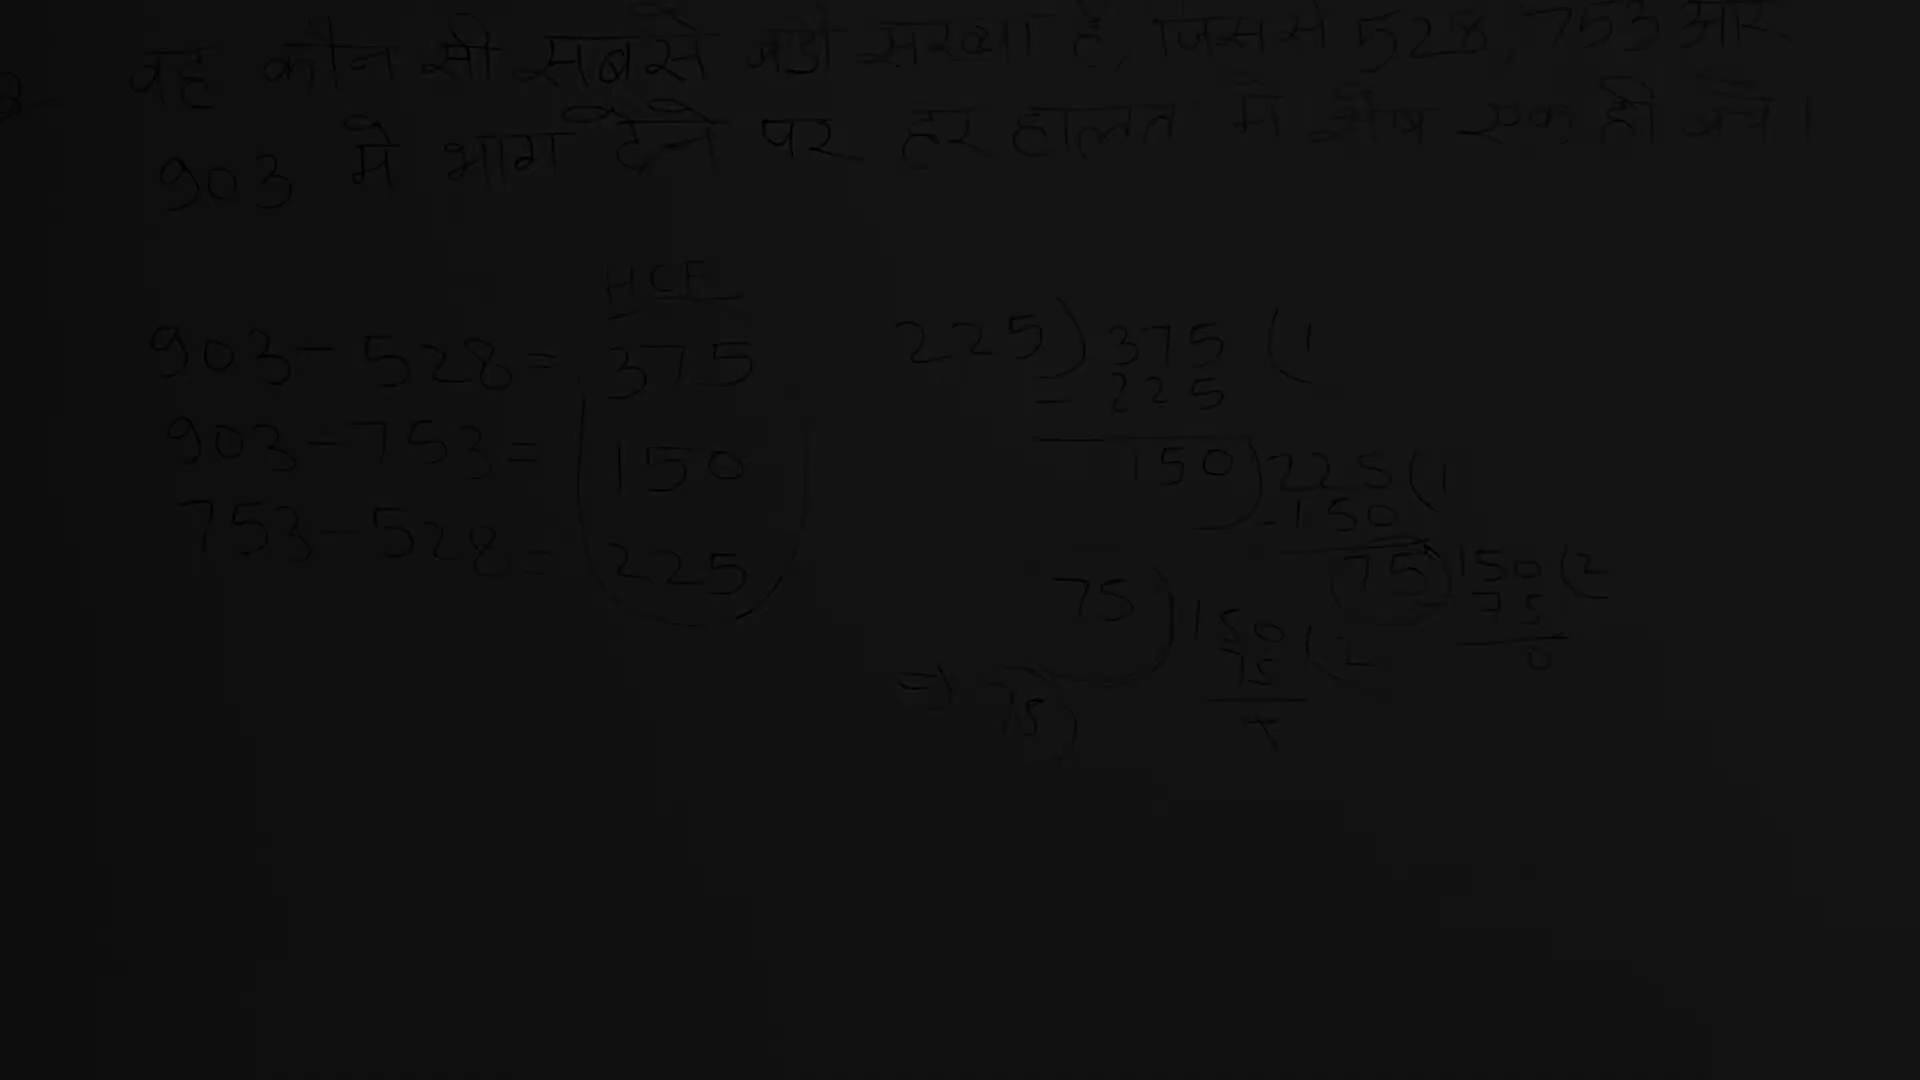 वह कौन सी सबसे बड़ी संख्या है, जिससे 528, 753 और
903 में भाग देने पर हर हालत में शेष एक ही बचे।
HCF
903 - 528 = 375
903 - 753 = 150
753 - 528 = 225
225 ) 375 ( 1
- 225
150 ) 225 ( 1
- 150
75 ) 150 ( 2
75
0
75 ) 150 ( 2
75
x
⇒ 75